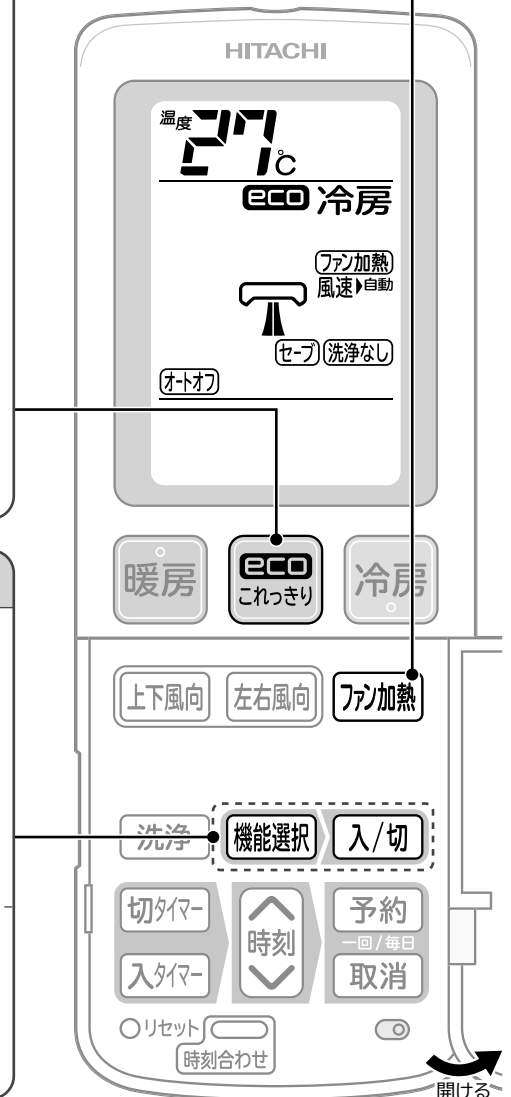 HITACHI
温度27℃
eco 冷房
ファン加熱
風速 自動
セーブ 洗浄なし
オートオフ
暖房
eco
これっきり
冷房
上下風向
左右風向
ファン加熱
洗浄
機能選択
入/切
切タイマー
時刻
予約
一回/毎日
入タイマー
取消
リセット
時刻合わせ
開ける